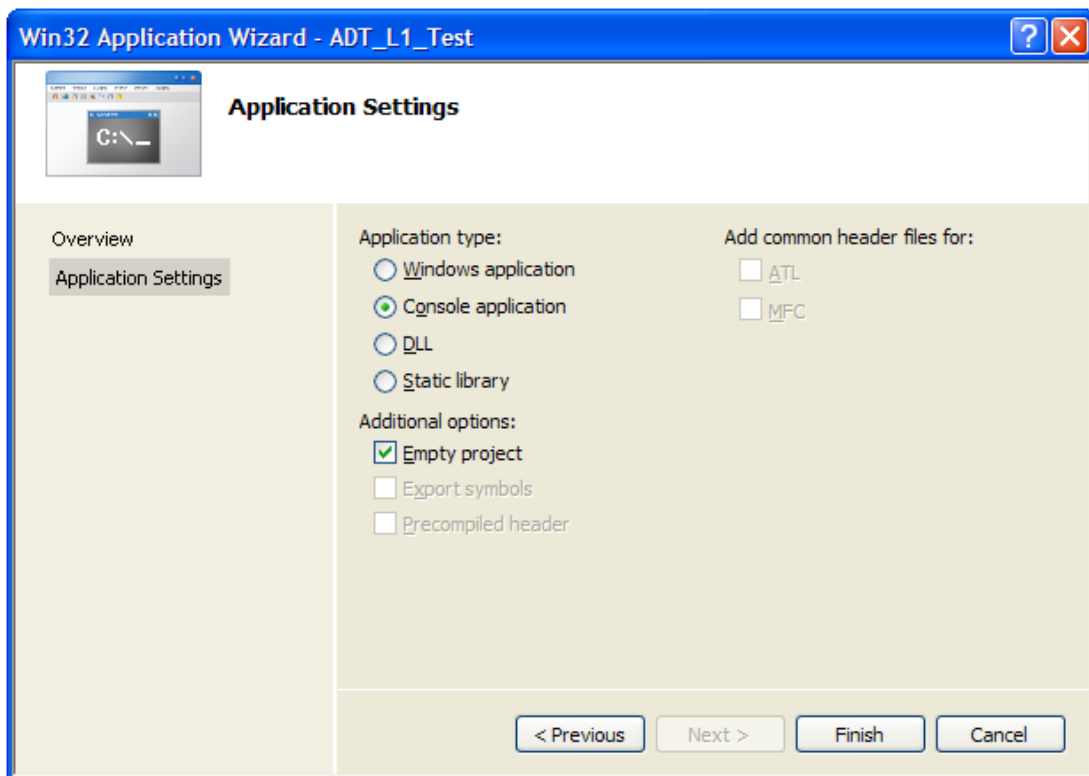 Win32 Application Wizard - ADT_L1_Test
Application Settings
C:\_
Overview
Application Settings
Application type:
Windows application
Console application
DLL
Static library
Additional options:
Empty project
Export symbols
Precompiled header
Add common header files for:
ATL
MFC
< Previous
Next >
Finish
Cancel